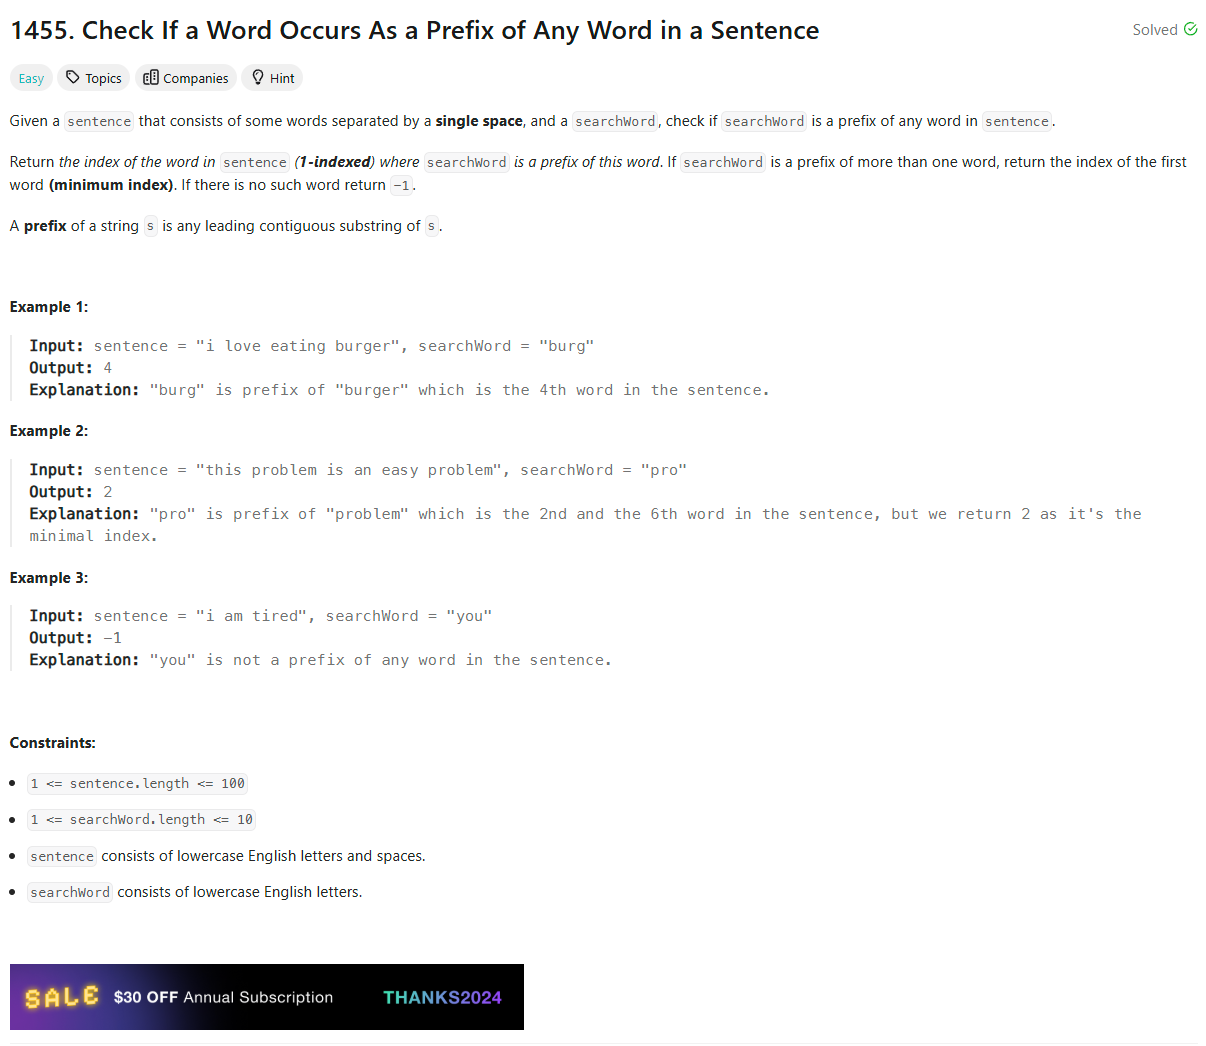 1455. Check If a Word Occurs As a Prefix of Any Word in a Sentence
Solved
Easy Topics Companies Hint
Given a sentence that consists of some words separated by a single space, and a searchWord, check if searchWord is a prefix of any word in sentence.
Return the index of the word in sentence (1-indexed) where searchWord is a prefix of this word. If searchWord is a prefix of more than one word, return the index of the first
word (minimum index). If there is no such word return -1.
A prefix of a string s is any leading contiguous substring of s.
Example 1:
Input: sentence = "i love eating burger", searchWord = "burg"
Output: 4
Explanation: "burg" is prefix of "burger" which is the 4th word in the sentence.
Example 2:
Input: sentence = "this problem is an easy problem", searchWord = "pro"
Output: 2
Explanation: "pro" is prefix of "problem" which is the 2nd and the 6th word in the sentence, but we return 2 as it's the
minimal index.
Example 3:
Input: sentence = "i am tired", searchWord = "you"
Output: -1
Explanation: "you" is not a prefix of any word in the sentence.
Constraints:
• 1 <= sentence.length <= 100
• 1 <= searchWord.length <= 10
• sentence consists of lowercase English letters and spaces.
• searchWord consists of lowercase English letters.
SALE $30 OFF Annual Subscription THANKS2024